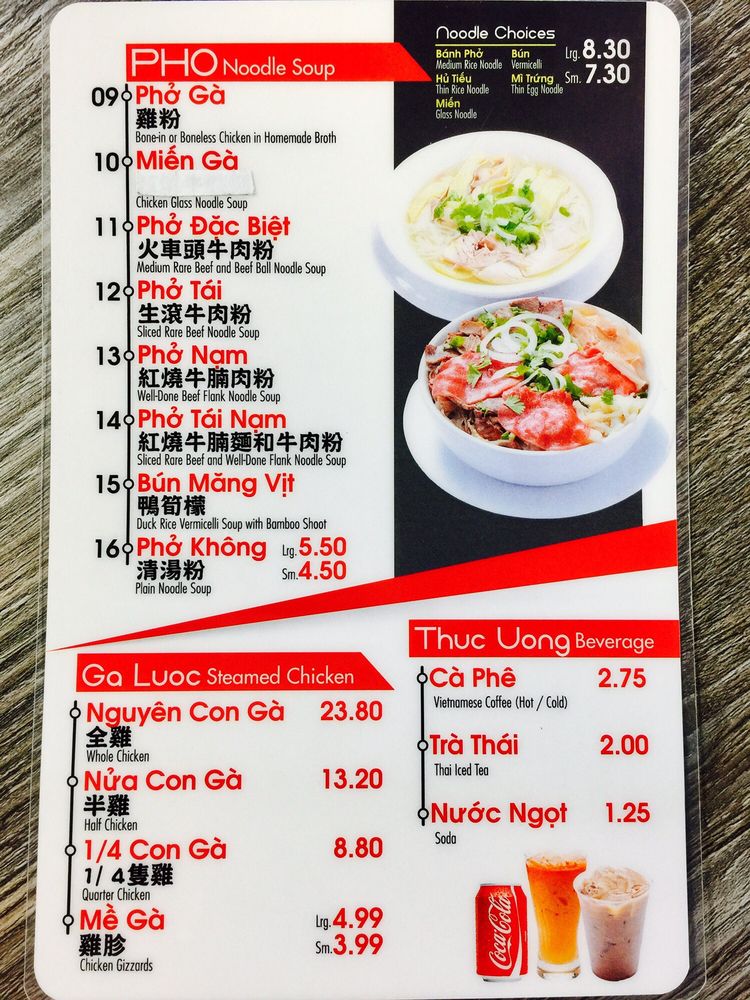 PHO Noodle Soup
09 Phở Gà
雞粉
Bone-in or Boneless Chicken in Homemade Broth
10 Miến Gà
Chicken Glass Noodle Soup
11 Phở Đặc Biệt
火車頭牛肉粉
Medium Rare Beef and Beef Ball Noodle Soup
12 Phở Tái
生滾牛肉粉
Sliced Rare Beef Noodle Soup
13 Phở Nạm
紅燒牛腩肉粉
Well-Done Beef Flank Noodle Soup
14 Phở Tái Nạm
紅燒牛腩麵和牛肉粉
Sliced Rare Beef and Well-Done Flank Noodle Soup
15 Bún Măng Vịt
鴨筍檬
Duck Rice Vermicelli Soup with Bamboo Shoot
16 Phở Không Lrg. 5.50
清湯粉 Sm. 4.50
Plain Noodle Soup
Noodle Choices
Bánh Phở
Medium Rice Noodle
Hủ Tiếu
Thin Rice Noodle
Miến
Glass Noodle
Bún
Vermicelli
Mì Trứng
Thin Egg Noodle
Lrg. 8.30
Sm. 7.30
Ga Luoc Steamed Chicken
Nguyên Con Gà 23.80
全雞
Whole Chicken
Nửa Con Gà 13.20
半雞
Half Chicken
1/4 Con Gà 8.80
1/4隻雞
Quarter Chicken
Mề Gà Lrg. 4.99
雞胗 Sm. 3.99
Chicken Gizzards
Thuc Uong Beverage
Cà Phê 2.75
Vietnamese Coffee (Hot / Cold)
Trà Thái 2.00
Thai Iced Tea
Nước Ngọt 1.25
Soda
Coca-Cola